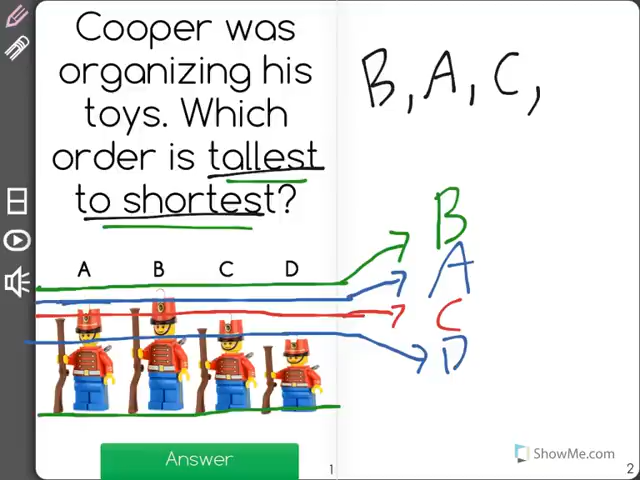 Cooper was
organizing his
toys. Which
order is tallest
to shortest?
A B C D
Answer
1
B, A, C,
B
A
C
D
ShowMe.com
2